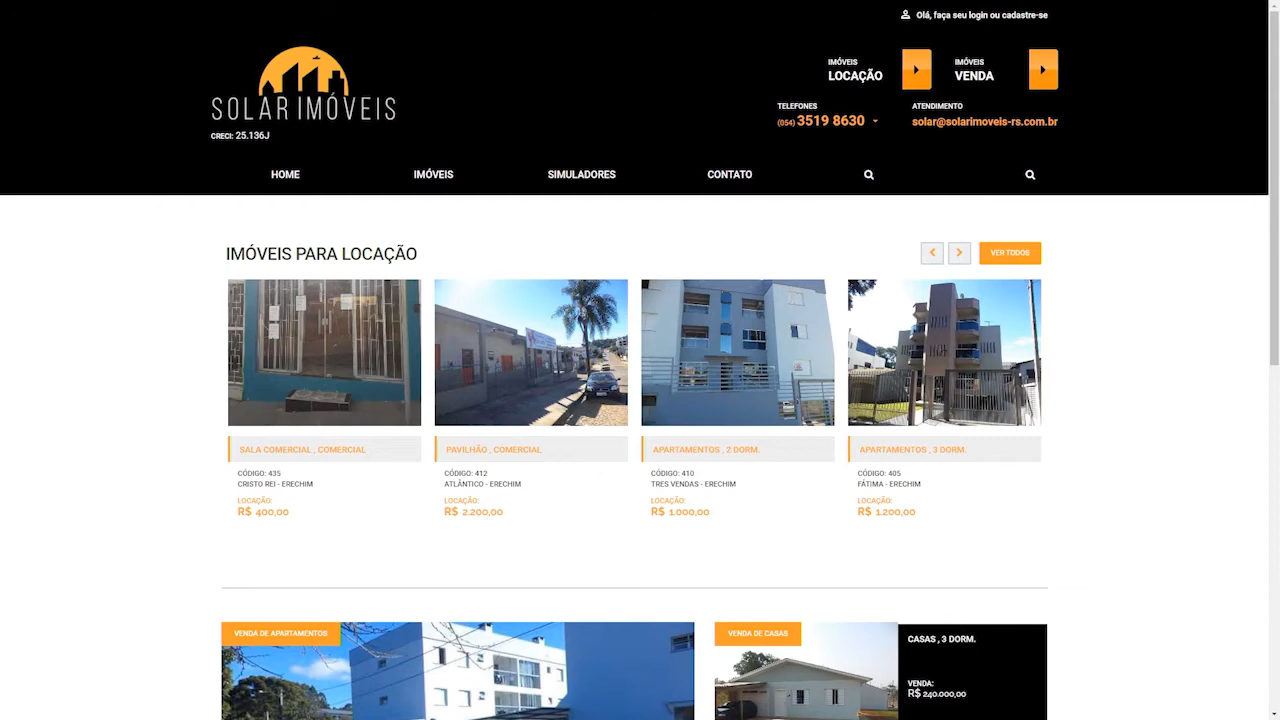 Olá, faça seu login ou cadastre-se
IMÓVEIS
LOCAÇÃO
IMÓVEIS
VENDA
SOLAR IMÓVEIS
CRECI: 25.136J
TELEFONES
(054) 3519 8630
ATENDIMENTO
solar@solarimoveis-rs.com.br
HOME
IMÓVEIS
SIMULADORES
CONTATO
IMÓVEIS PARA LOCAÇÃO
VER TODOS
SALA COMERCIAL , COMERCIAL
CÓDIGO: 435
CRISTO REI - ERECHIM
LOCAÇÃO:
R$ 400,00
PAVILHÃO , COMERCIAL
CÓDIGO: 412
ATLÂNTICO - ERECHIM
LOCAÇÃO:
R$ 2.200,00
APARTAMENTOS , 2 DORM.
CÓDIGO: 410
TRES VENDAS - ERECHIM
LOCAÇÃO:
R$ 1.000,00
APARTAMENTOS , 3 DORM.
CÓDIGO: 405
FÁTIMA - ERECHIM
LOCAÇÃO:
R$ 1.200,00
VENDA DE APARTAMENTOS
VENDA DE CASAS
CASAS , 3 DORM.
VENDA:
R$ 240.000,00